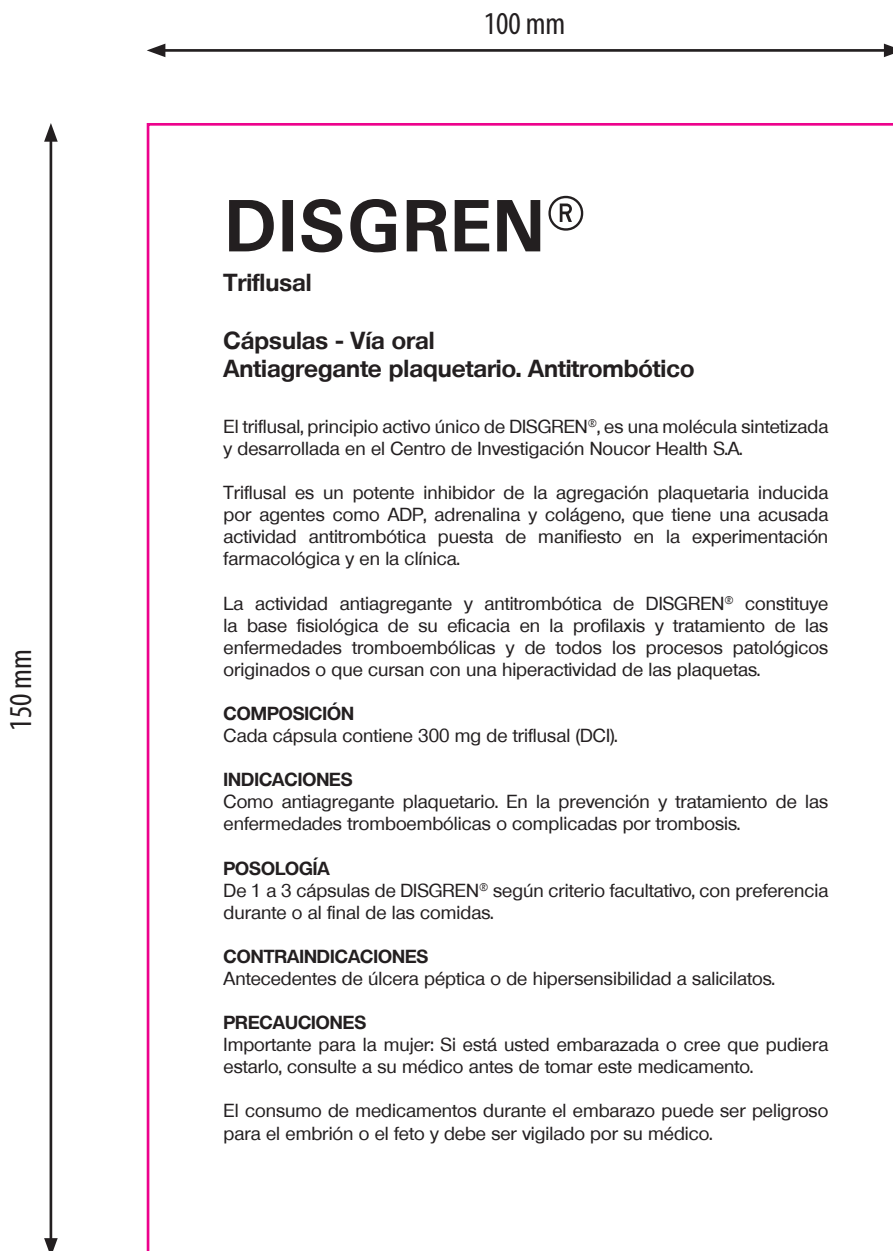 100 mm
150 mm
DISGREN®
Triflusal
Cápsulas - Vía oral
Antiagregante plaquetario. Antitrombótico
El triflusal, principio activo único de DISGREN®, es una molécula sintetizada
y desarrollada en el Centro de Investigación Noucor Health S.A.
Triflusal es un potente inhibidor de la agregación plaquetaria inducida
por agentes como ADP, adrenalina y colágeno, que tiene una acusada
actividad antitrombótica puesta de manifiesto en la experimentación
farmacológica y en la clínica.
La actividad antiagregante y antitrombótica de DISGREN® constituye
la base fisiológica de su eficacia en la profilaxis y tratamiento de las
enfermedades tromboembólicas y de todos los procesos patológicos
originados o que cursan con una hiperactividad de las plaquetas.
COMPOSICIÓN
Cada cápsula contiene 300 mg de triflusal (DCI).
INDICACIONES
Como antiagregante plaquetario. En la prevención y tratamiento de las
enfermedades tromboembólicas o complicadas por trombosis.
POSOLOGÍA
De 1 a 3 cápsulas de DISGREN® según criterio facultativo, con preferencia
durante o al final de las comidas.
CONTRAINDICACIONES
Antecedentes de úlcera péptica o de hipersensibilidad a salicilatos.
PRECAUCIONES
Importante para la mujer: Si está usted embarazada o cree que pudiera
estarlo, consulte a su médico antes de tomar este medicamento.
El consumo de medicamentos durante el embarazo puede ser peligroso
para el embrión o el feto y debe ser vigilado por su médico.